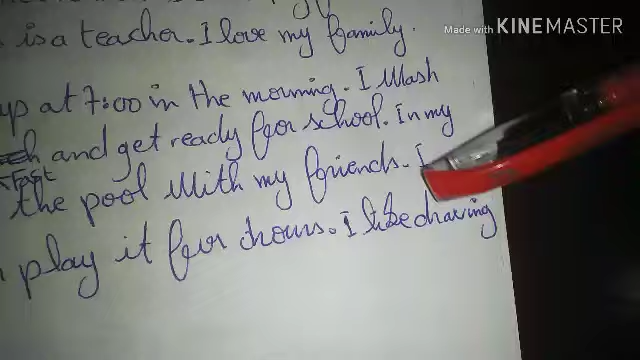 is a teacher. I love my family.
Made with KINEMASTER
up at 7:00 in the morning. I Wash
and get ready for school. In my
the pool With my friends. I
play it for hours. I like